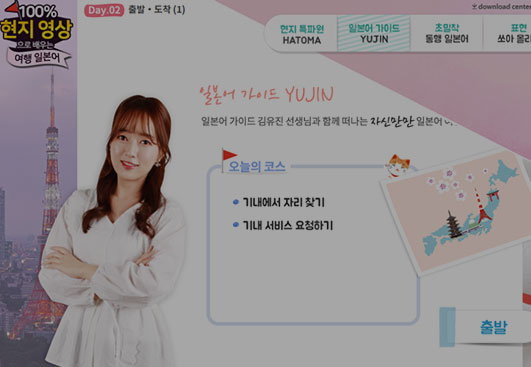 100%
현지 영상
으로 배우는
여행 일본어
Day.02 출발·도착 (1)
download center
현지 특파원
HATOMA
일본어 가이드
YUJIN
초밀착
동행 일본어
표현
쏘아 올리
일본어 가이드 YUJIN
일본어 가이드 김유진 선생님과 함께 떠나는 자신만만 일본어
오늘의 코스
기내에서 자리 찾기
기내 서비스 요청하기
출발